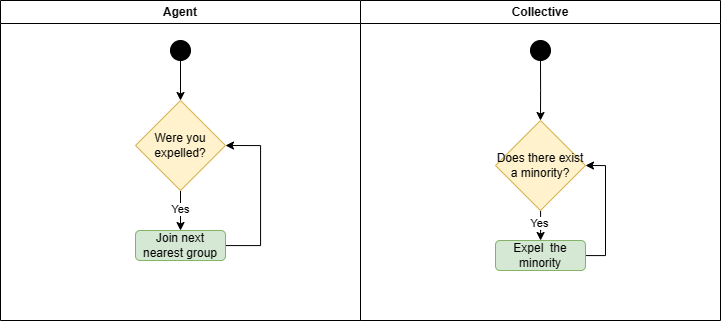 Agent
Collective
Were you
expelled?
Yes
Join next
nearest group
Does there exist
a minority?
Yes
Expel  the
minority